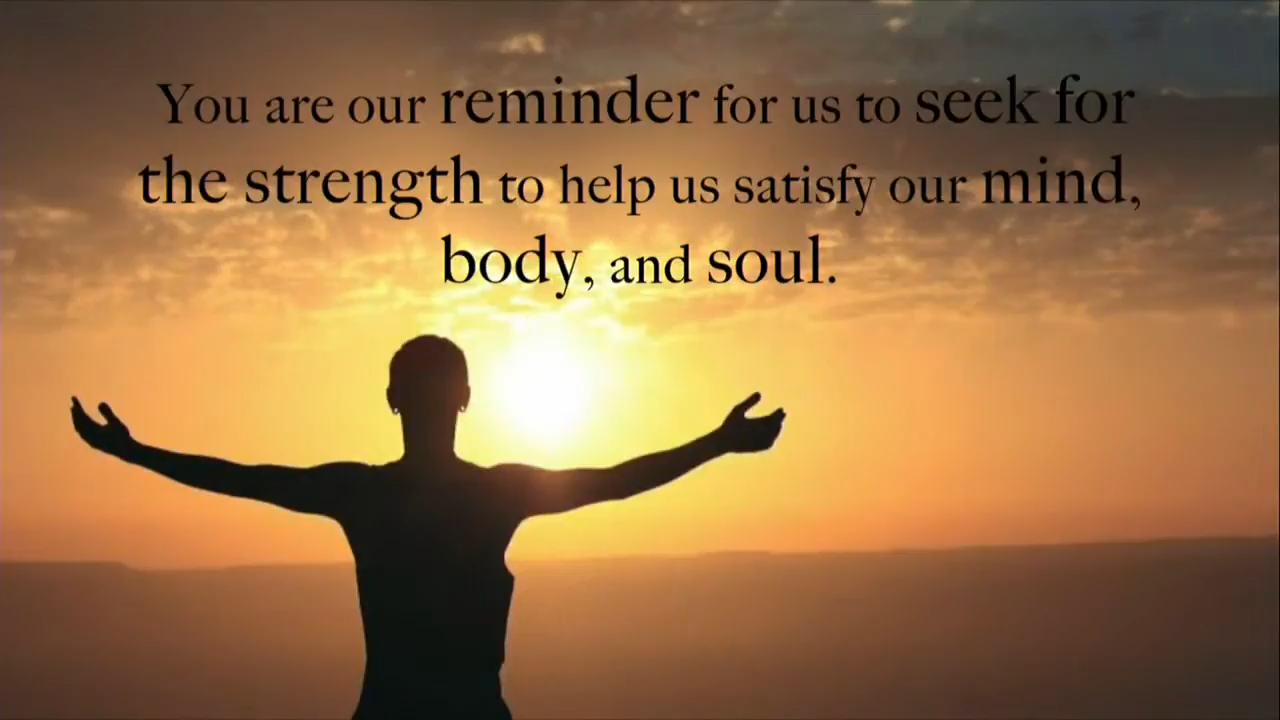 You are our reminder for us to seek for
the strength to help us satisfy our mind,
body, and soul.